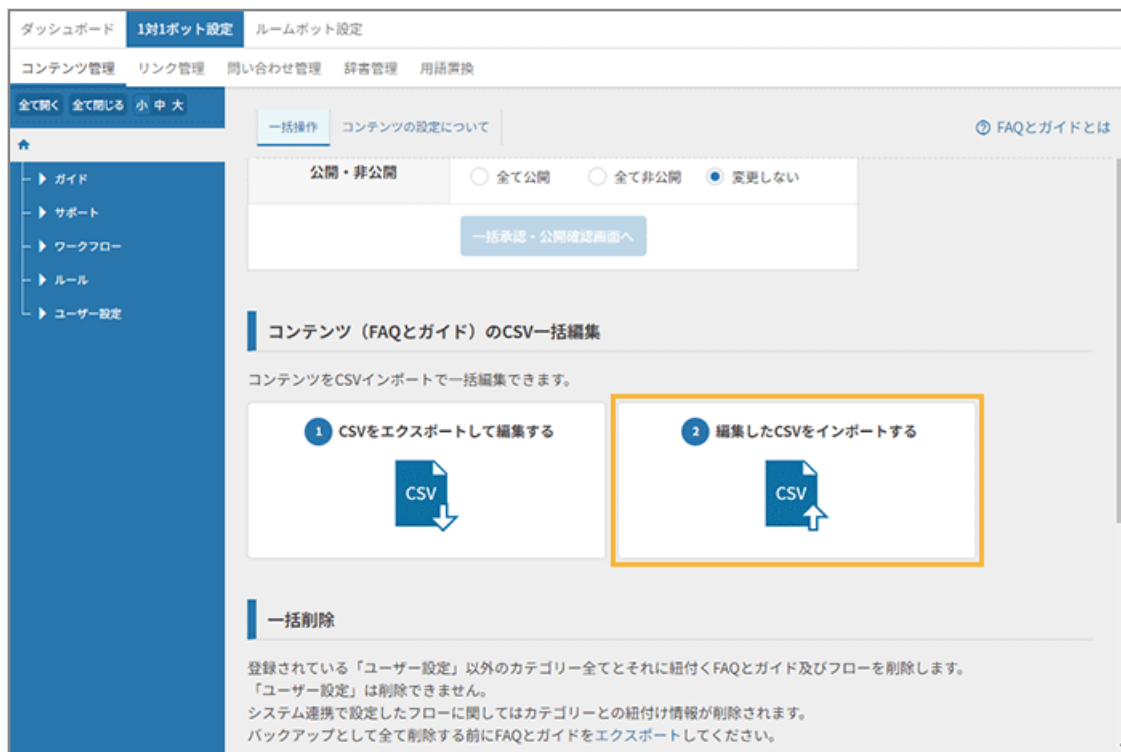 ダッシュボード 1対1ボット設定 ルームボット設定
コンテンツ管理 リンク管理 問い合わせ管理 辞書管理 用語置換
全て開く 全て閉じる 小 中 大
一括操作 コンテンツの設定について FAQとガイドとは
ガイド
サポート
ワークフロー
ルール
ユーザー設定
公開・非公開 全て公開 全て非公開 変更しない
一括承認・公開確認画面へ
コンテンツ（FAQとガイド）のCSV一括編集
コンテンツをCSVインポートで一括編集できます。
1 CSVをエクスポートして編集する
CSV
2 編集したCSVをインポートする
CSV
一括削除
登録されている「ユーザー設定」以外のカテゴリー全てとそれに紐付くFAQとガイド及びフローを削除します。
「ユーザー設定」は削除できません。
システム連携で設定したフローに関してはカテゴリーとの紐付け情報が削除されます。
バックアップとして全て削除する前にFAQとガイドをエクスポートしてください。